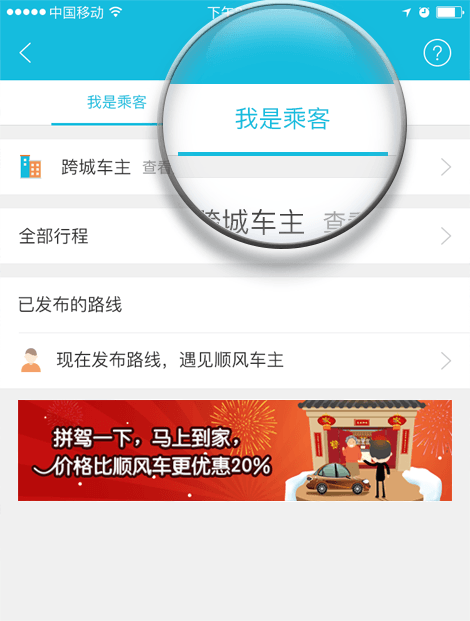 中国移动
下午
我是乘客
我是乘客
跨城车主 查看
跨城车主 查看
全部行程
已发布的路线
现在发布路线，遇见顺风车主
拼驾一下，马上到家，
价格比顺风车更优惠20%